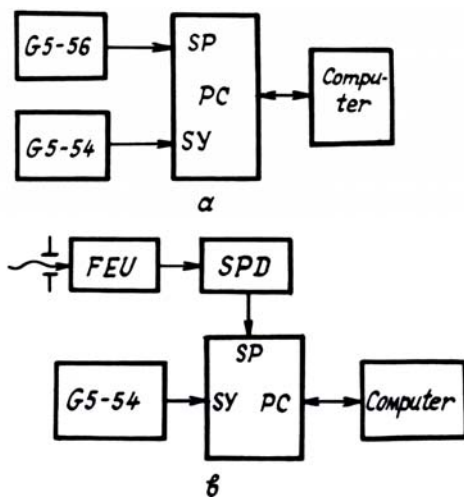 G5-56
SP
PC
Compu-
ter
G5-54
SY
a
FEU
SPD
SP
G5-54
SY PC
Computer
b